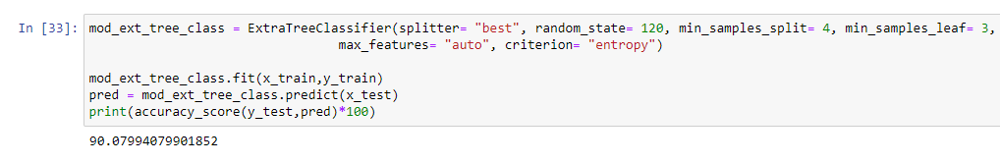 In [33]: mod_ext_tree_class = ExtraTreeClassifier(splitter= "best", random_state= 120, min_samples_split= 4, min_samples_leaf= 3,
max_features= "auto", criterion= "entropy")
mod_ext_tree_class.fit(x_train,y_train)
pred = mod_ext_tree_class.predict(x_test)
print(accuracy_score(y_test,pred)*100)
90.07994079901852